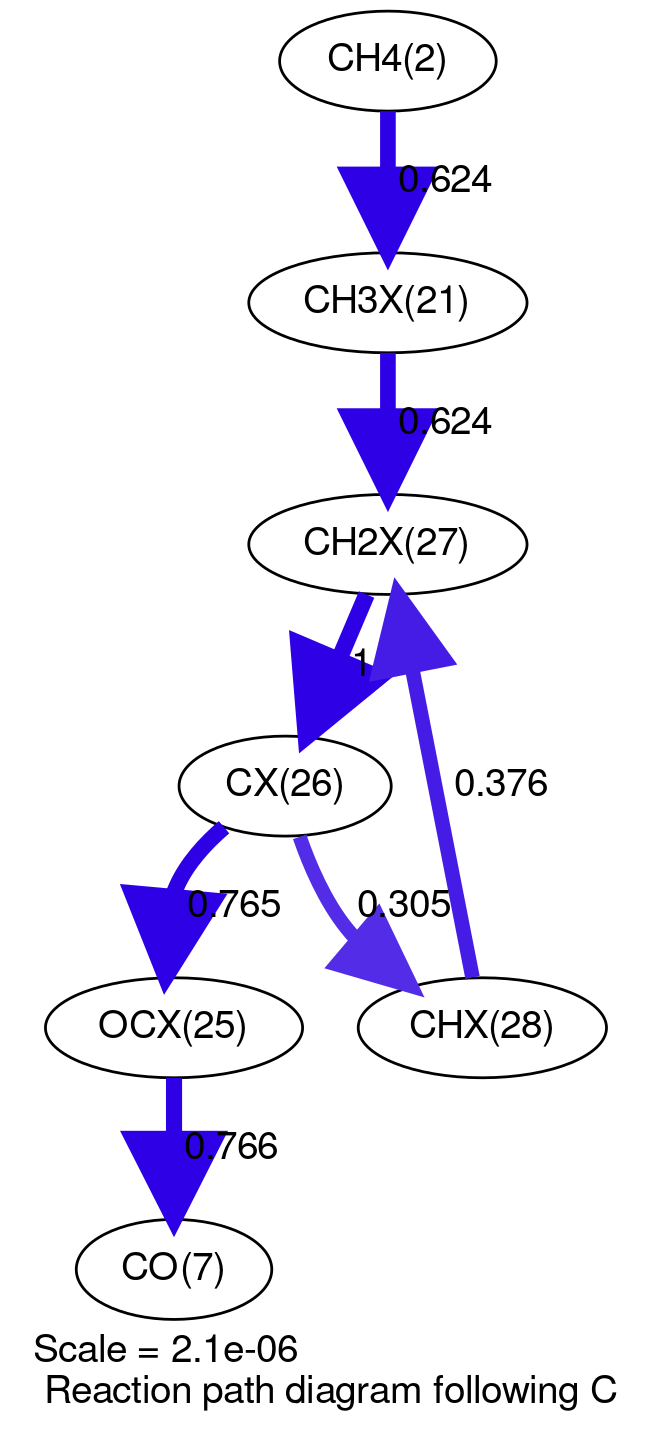 CH4(2)
0.624
CH3X(21)
0.624
CH2X(27)
1
CX(26)
0.376
0.765
0.305
OCX(25)
CHX(28)
0.766
CO(7)
Scale = 2.1e-06
Reaction path diagram following C